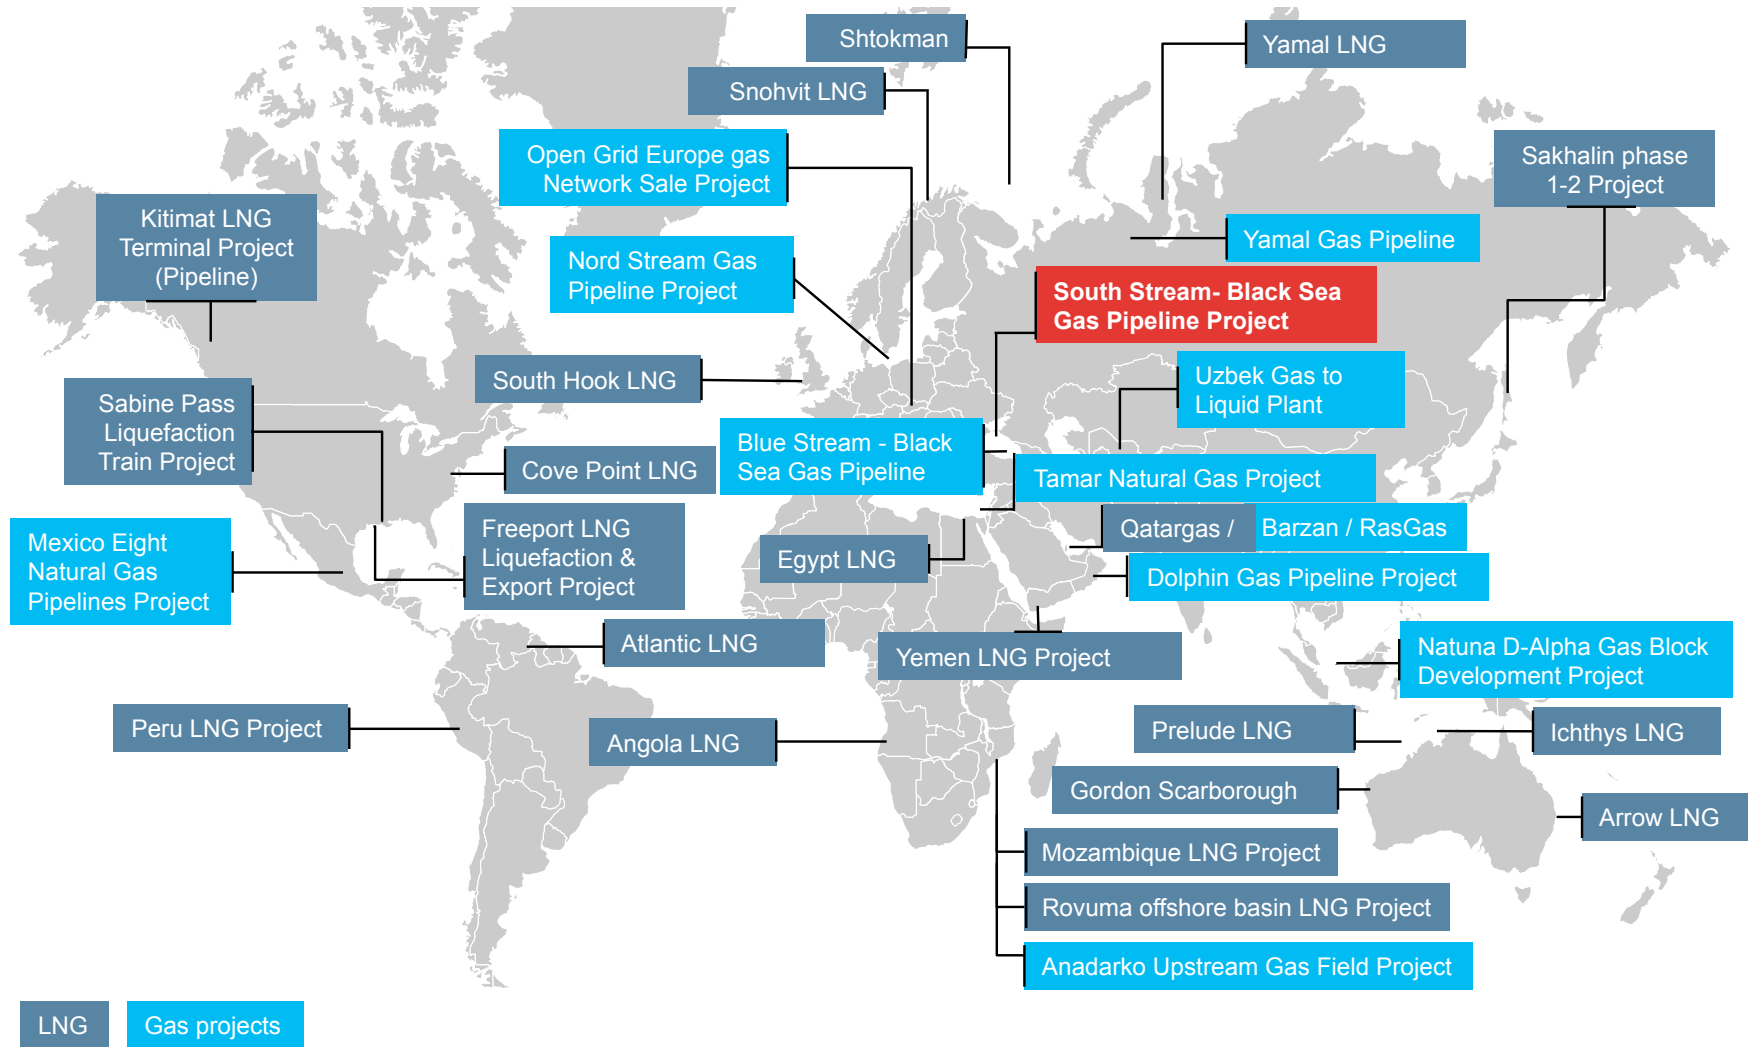 Shtokman
Yamal LNG
Snohvit LNG
Open Grid Europe gas
Network Sale Project
Sakhalin phase
1-2 Project
Kitimat LNG
Terminal Project
(Pipeline)
Yamal Gas Pipeline
Nord Stream Gas
Pipeline Project
South Stream- Black Sea
Gas Pipeline Project
South Hook LNG
Uzbek Gas to
Liquid Plant
Sabine Pass
Liquefaction
Train Project
Cove Point LNG
Blue Stream - Black
Sea Gas Pipeline
Tamar Natural Gas Project
Mexico Eight
Natural Gas
Pipelines Project
Freeport LNG
Liquefaction &
Export Project
Egypt LNG
Qatargas / Barzan / RasGas
Dolphin Gas Pipeline Project
Atlantic LNG
Yemen LNG Project
Natuna D-Alpha Gas Block
Development Project
Peru LNG Project
Angola LNG
Prelude LNG
Ichthys LNG
Gordon Scarborough
Arrow LNG
Mozambique LNG Project
Rovuma offshore basin LNG Project
Anadarko Upstream Gas Field Project
LNG
Gas projects